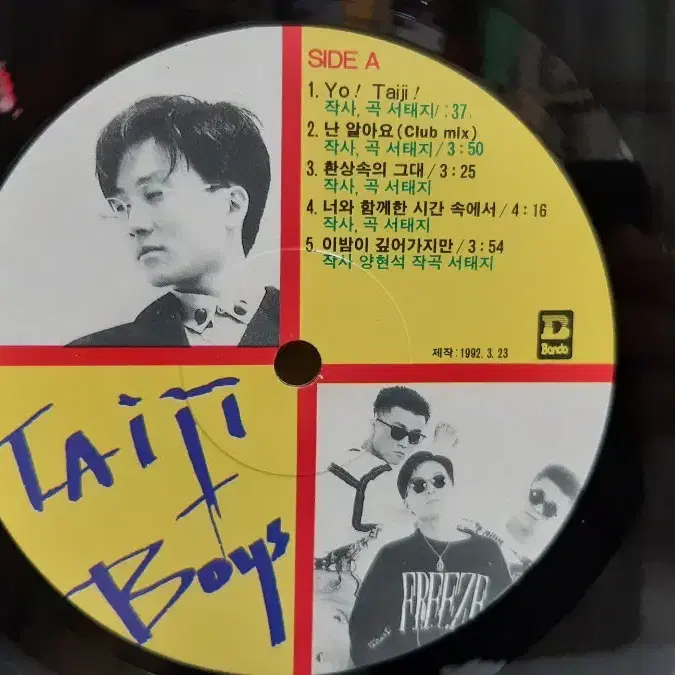 SIDE A
1. Yo! Taiji!
작사, 곡 서태지/ :37
2. 난 알아요(Club mix)
작사, 곡 서태지/3:50
3. 환상속의 그대/3:25
작사, 곡 서태지
4. 너와 함께한 시간 속에서/4:16
작사, 곡 서태지
5. 이밤이 깊어가지만/3:54
작사 양현석 작곡 서태지
제작:1992. 3. 23
Bando
TAiJi
Boys
FREEZE